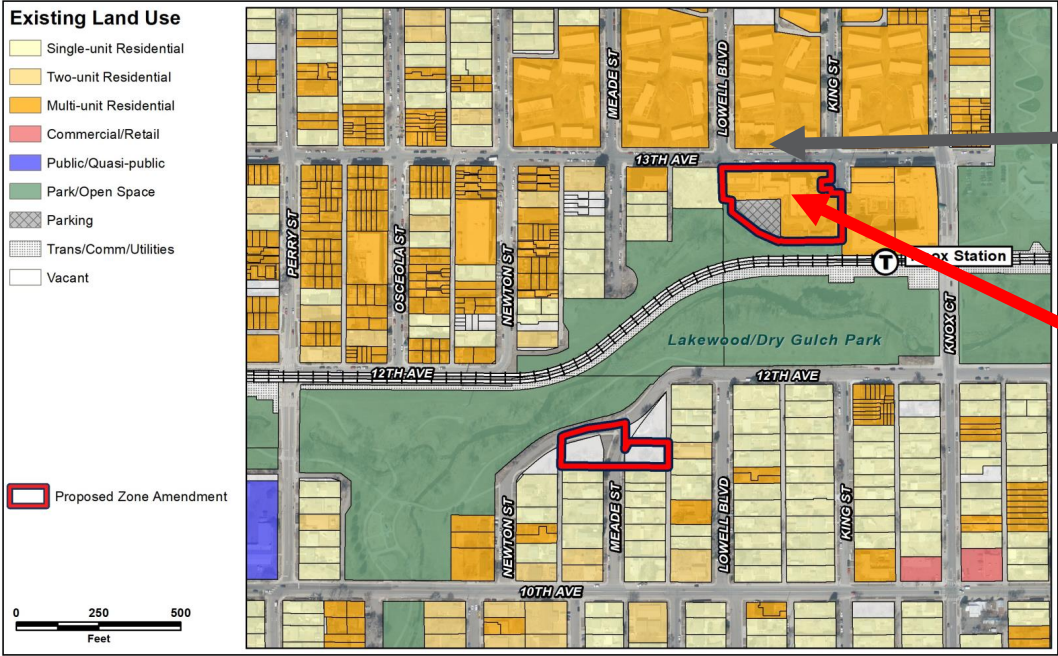 Existing Land Use
Single-unit Residential
Two-unit Residential
Multi-unit Residential
Commercial/Retail
Public/Quasi-public
Park/Open Space
Parking
Trans/Comm/Utilities
Vacant
Proposed Zone Amendment
0 250 500
Feet
MEADE ST
LOWELL BLVD
KING ST
13TH AVE
PERRY ST
OSCEOLA ST
NEWTON ST
T
Station
KNOX CT
Lakewood/Dry Gulch Park
12TH AVE
12TH AVE
NEWTON ST
MEADE ST
LOWELL BLVD
KING ST
10TH AVE